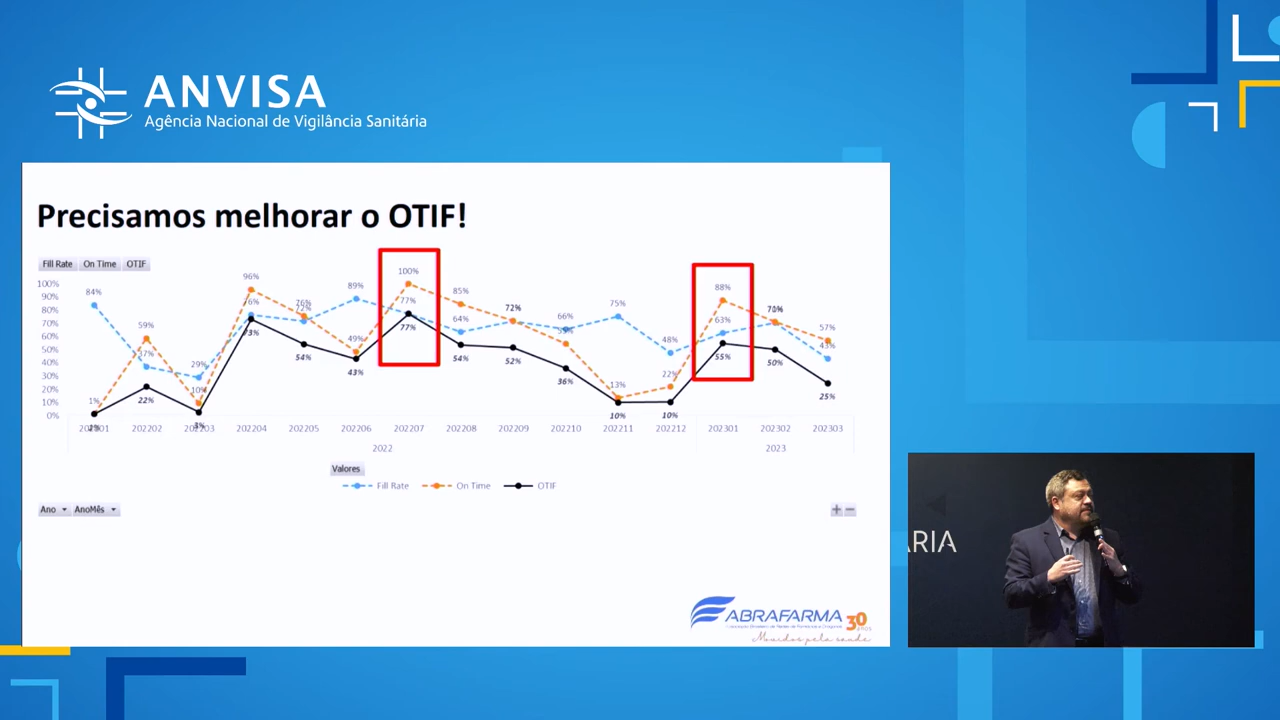 ANVISA
Agência Nacional de Vigilância Sanitária
Precisamos melhorar o OTIF!
Fill Rate On Time OTIF
100%
90%
80%
70%
60%
50%
40%
30%
20%
10%
0%
84% 59% 29% 96% 76% 89% 100% 85% 72% 66% 75% 48% 88% 57%
1% 37% 10% 49% 77% 64% 13% 22% 63% 43%
22% 73% 54% 43% 77% 54% 52% 36% 10% 10% 55% 50% 25%
202202 202204 202205 202206 202207 202208 202209 202210 202211 202212 202301 202302 202303
2022 2023
Valores
Fill Rate On Time OTIF
Ano AnoMês
ABRAFARMA 30
Movidos pela saúde
ARIA